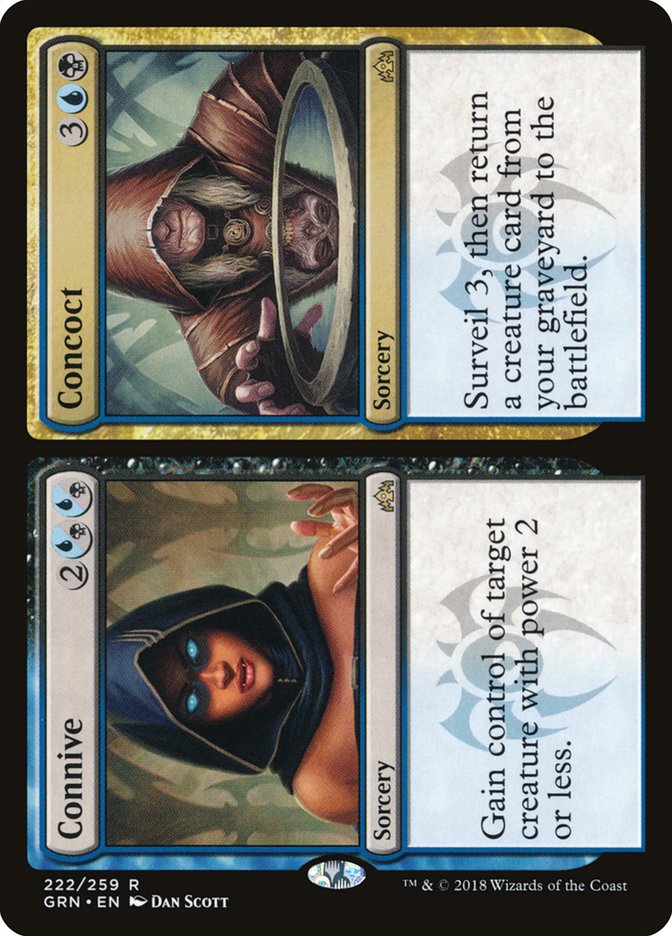 Connive
2
Sorcery
Gain control of target
creature with power 2
or less.
Concoct
3
Sorcery
Surveil 3, then return
a creature card from
your graveyard to the
battlefield.
222/259 R
GRN • EN DAN SCOTT
™ & © 2018 Wizards of the Coast